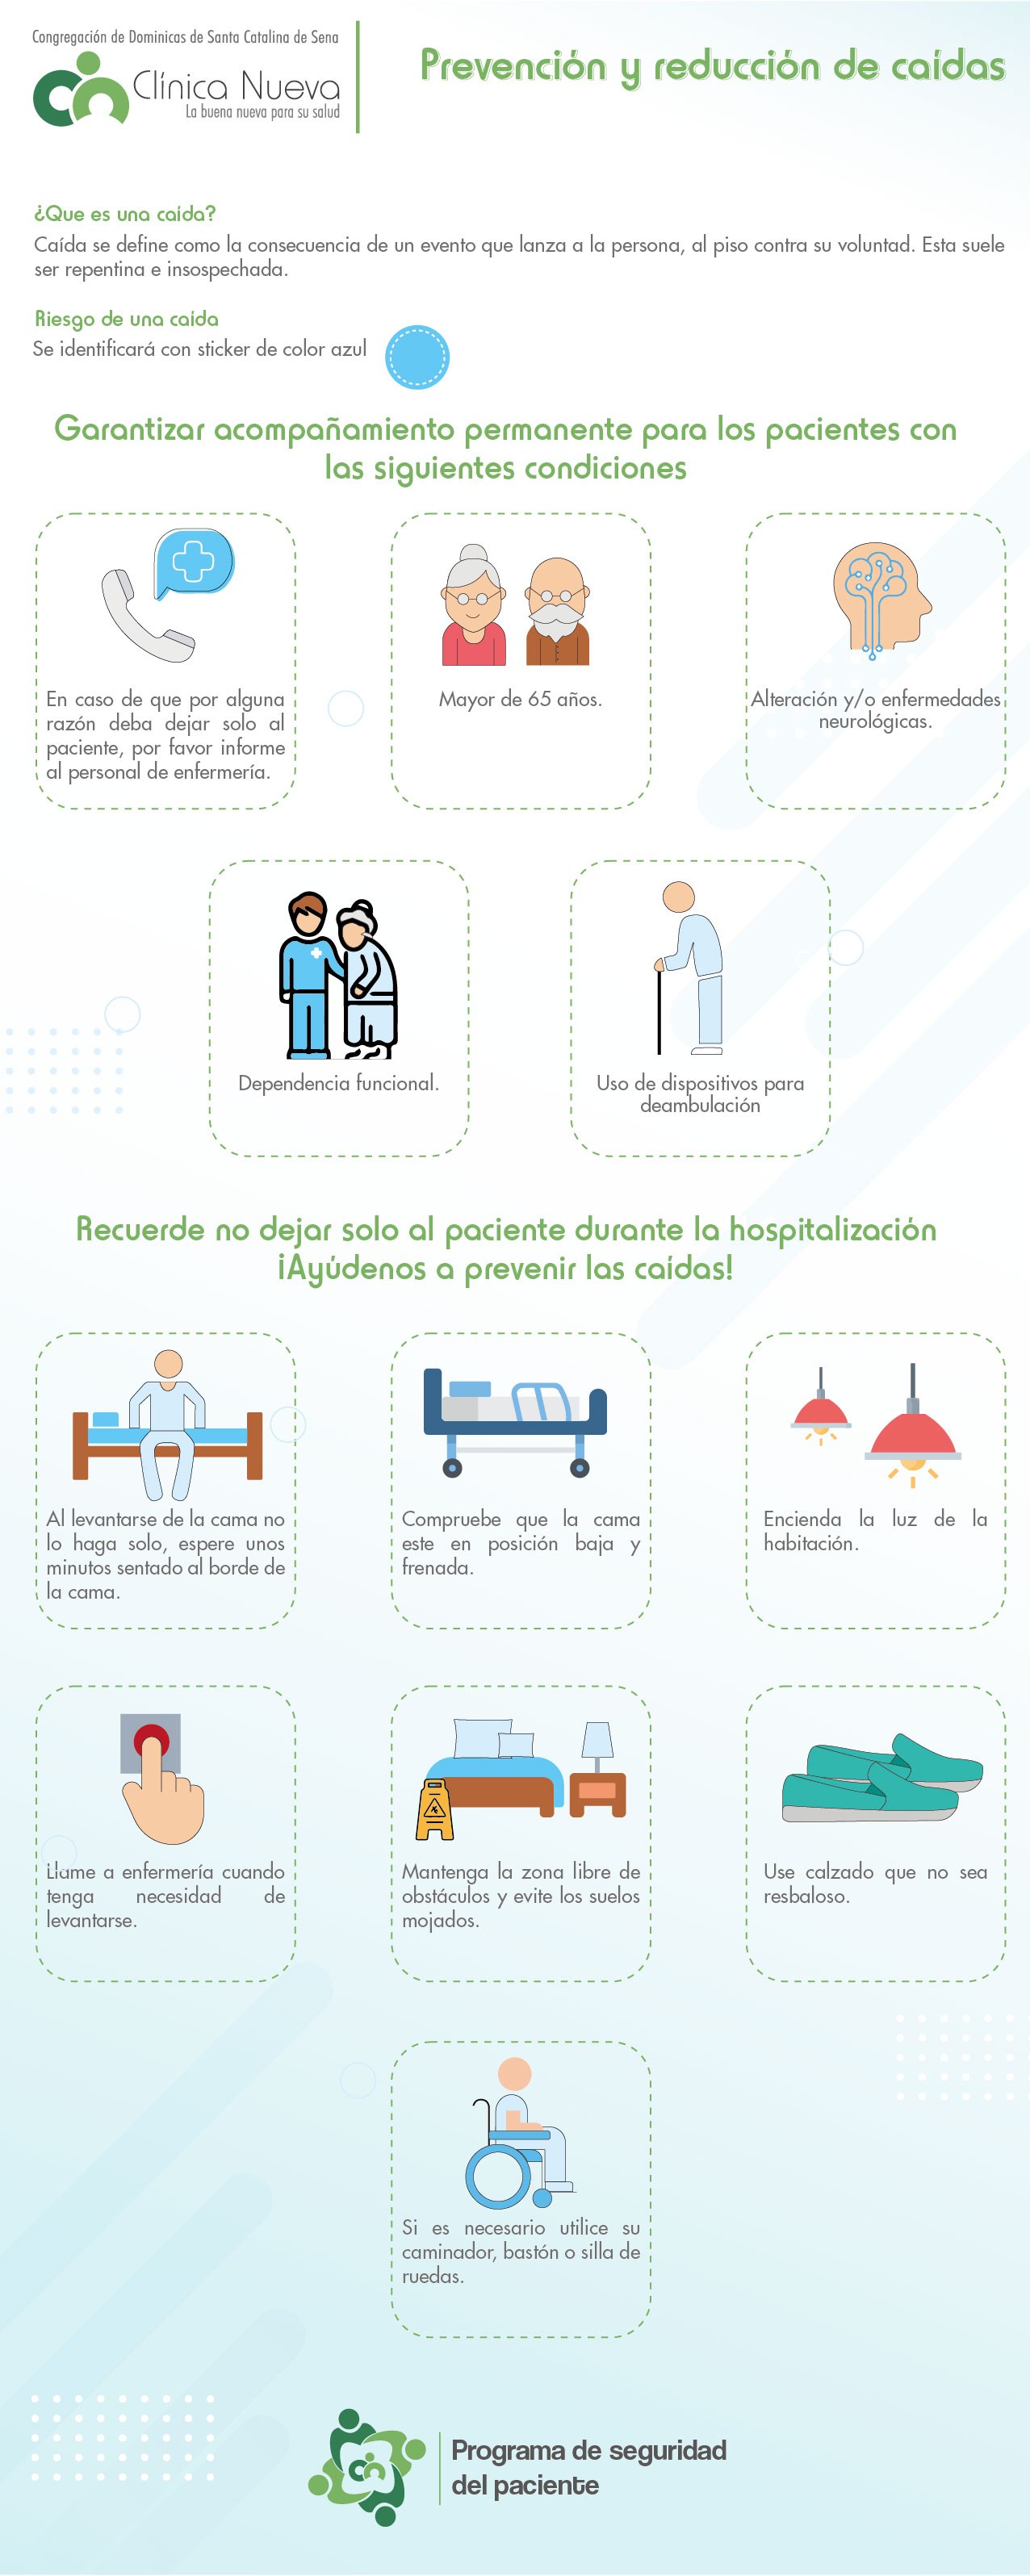 Congregación de Dominicas de Santa Catalina de Sena
Clínica Nueva
La buena nueva para su salud
Prevención y reducción de caídas
¿Que es una caída?
Caída se define como la consecuencia de un evento que lanza a la persona, al piso contra su voluntad. Esta suele
ser repentina e insospechada.
Riesgo de una caída
Se identificará con sticker de color azul
Garantizar acompañamiento permanente para los pacientes con
las siguientes condiciones
En caso de que por alguna
razón deba dejar solo al
paciente, por favor informe
al personal de enfermería.
Mayor de 65 años.
Alteración y/o enfermedades
neurológicas.
Dependencia funcional.
Uso de dispositivos para
deambulación
Recuerde no dejar solo al paciente durante la hospitalización
¡Ayúdenos a prevenir las caídas!
Al levantarse de la cama no
lo haga solo, espere unos
minutos sentado al borde de
la cama.
Compruebe que la cama
este en posición baja y
frenada.
Encienda la luz de la
habitación.
Llame a enfermería cuando
tenga necesidad de
levantarse.
Mantenga la zona libre de
obstáculos y evite los suelos
mojados.
Use calzado que no sea
resbaloso.
Si es necesario utilice su
caminador, bastón o silla de
ruedas.
Programa de seguridad
del paciente